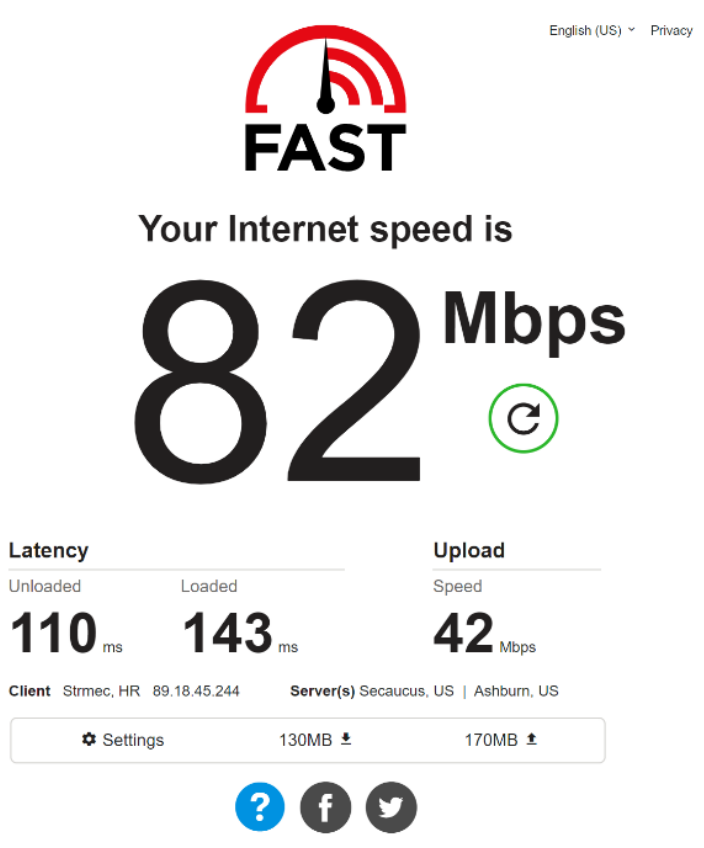 English (US) Privacy
FAST
Your Internet speed is
82 Mbps
Latency Upload
Unloaded Loaded Speed
110 ms 143 ms 42 Mbps
Client Strmec, HR 89.18.45.244 Server(s) Secaucus, US | Ashburn, US
Settings 130MB 170MB
?